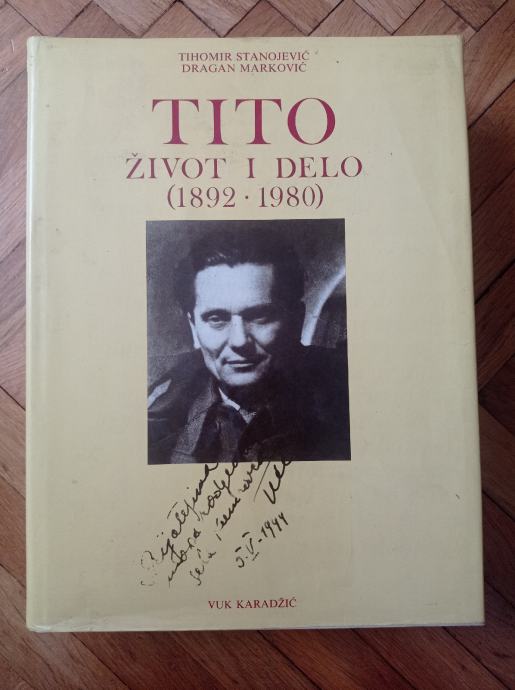 TIHOMIR STANOJEVIĆ
DRAGAN MARKOVIĆ
TITO
ŽIVOT I DELO
(1892 · 1980)
5.V-1944
VUK KARADŽIĆ